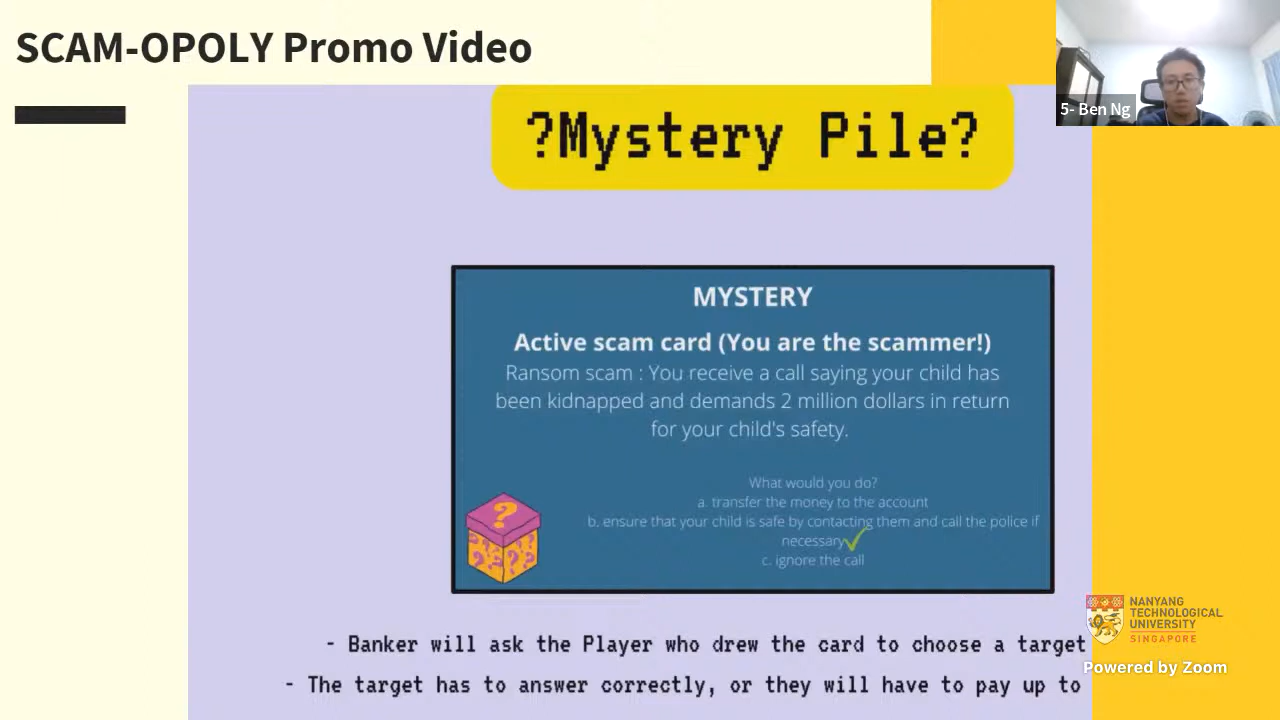 SCAM-OPOLY Promo Video
5- Ben Ng
?Mystery Pile?
MYSTERY
Active scam card (You are the scammer!)
Ransom scam : You receive a call saying your child has
been kidnapped and demands 2 million dollars in return
for your child's safety.
What would you do?
a. transfer the money to the account
b. ensure that your child is safe by contacting them and call the police if
necessary
c. ignore the call
- Banker will ask the Player who drew the card to choose a target
- The target has to answer correctly, or they will have to pay up to
NANYANG
TECHNOLOGICAL
UNIVERSITY
SINGAPORE
Powered by Zoom